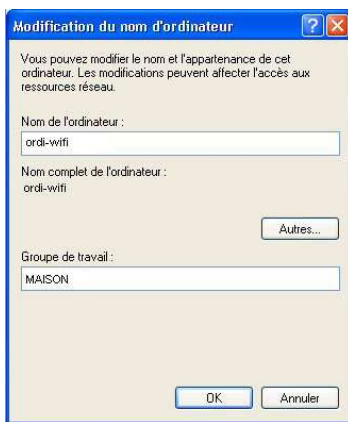 Modification du nom d'ordinateur
Vous pouvez modifier le nom et l'appartenance de cet
ordinateur. Les modifications peuvent affecter l'accès aux
ressources réseau.
Nom de l'ordinateur :
ordi-wifi
Nom complet de l'ordinateur :
ordi-wifi
Autres...
Groupe de travail :
MAISON
OK Annuler